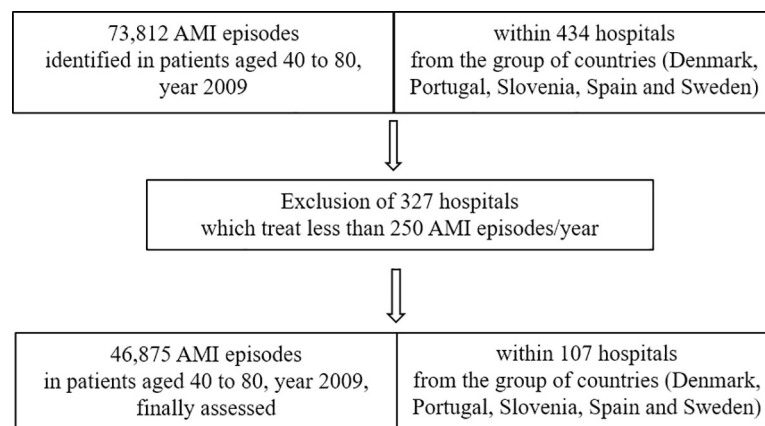 73,812 AMI episodes
identified in patients aged 40 to 80,
year 2009
within 434 hospitals
from the group of countries (Denmark,
Portugal, Slovenia, Spain and Sweden)
Exclusion of 327 hospitals
which treat less than 250 AMI episodes/year
46,875 AMI episodes
in patients aged 40 to 80, year 2009,
finally assessed
within 107 hospitals
from the group of countries (Denmark,
Portugal, Slovenia, Spain and Sweden)